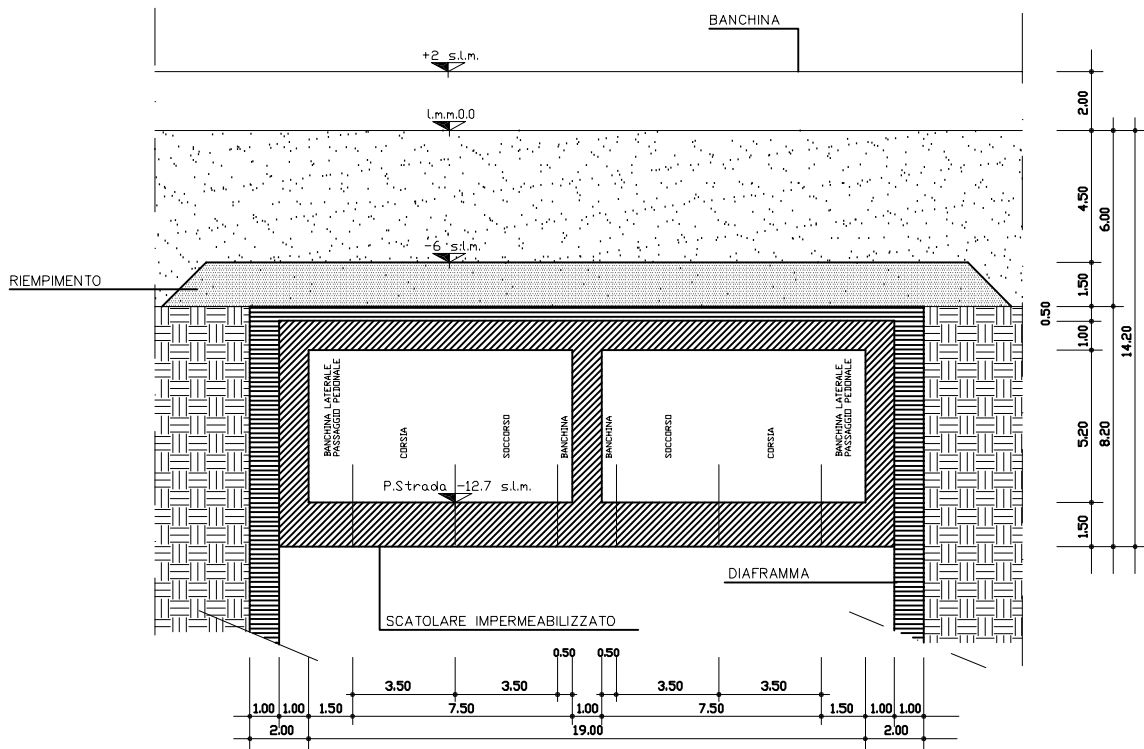 BANCHINA
+2 s.l.m.
l.m.m.0.0
2.00
-6 s.l.m.
4.50
6.00
RIEMPIMENTO
1.50
0.50
1.00
14.20
BANCHINA LATERALE
PASSAGGIO PEDONALE
CORSIA
SOCCORSO
BANCHINA
BANCHINA
SOCCORSO
CORSIA
BANCHINA LATERALE
PASSAGGIO PEDONALE
5.20
8.20
P.Strada -12.7 s.l.m.
1.50
DIAFRAMMA
SCATOLARE IMPERMEABILIZZATO
0.50 0.50
3.50 3.50 3.50 3.50
1.00 1.00 1.50 7.50 1.00 7.50 1.50 1.00 1.00
2.00 19.00 2.00